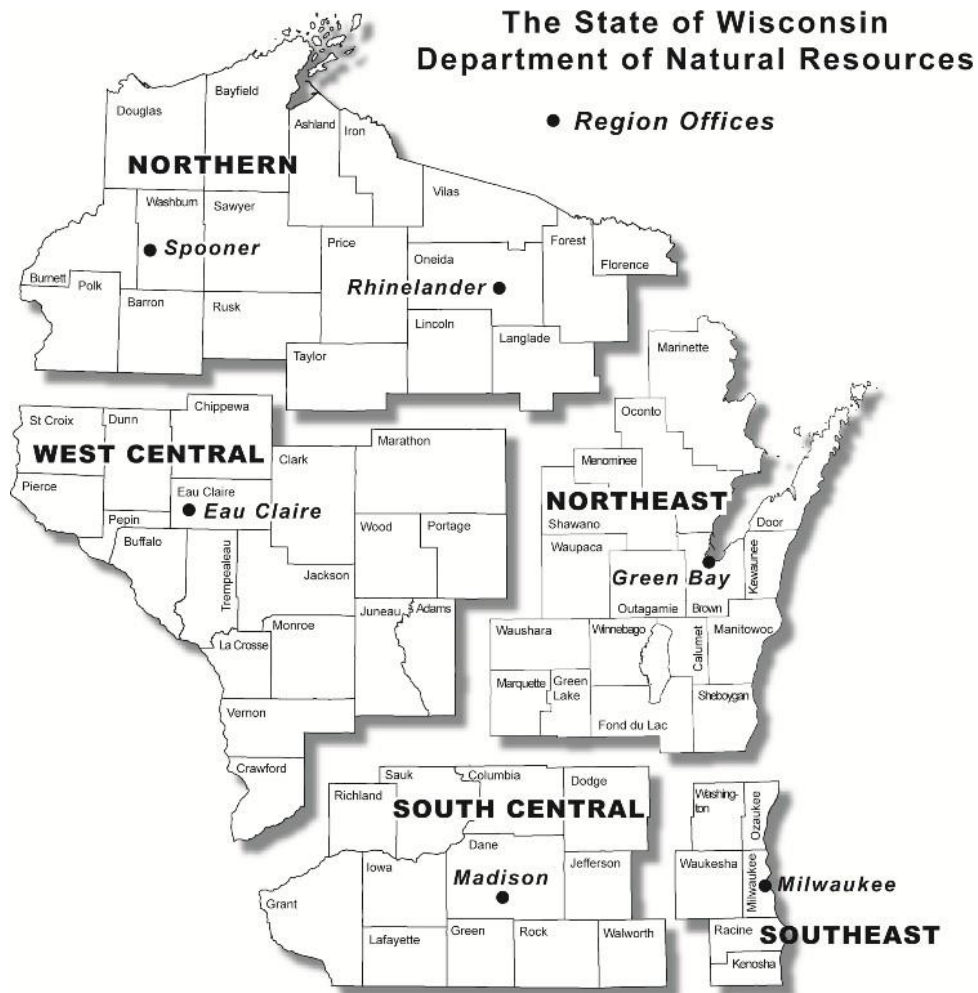 The State of Wisconsin
Department of Natural Resources
Region Offices
Douglas
Bayfield
Ashland
Iron
NORTHERN
Vilas
Washburn
Sawyer
Spooner
Price
Forest
Oneida
Florence
Burnett
Polk
Rhinelander
Barron
Rusk
Lincoln
Langlade
Taylor
Marinette
Chippewa
St Croix
Dunn
Oconto
WEST CENTRAL
Marathon
Clark
Menominee
Pierce
Eau Claire
Eau Claire
NORTHEAST
Pepin
Wood
Portage
Shawano
Door
Buffalo
Waupaca
Trempealeau
Jackson
Green Bay
Kewaunee
Juneau
Adams
Outagamie
Brown
Monroe
La Crosse
Waushara
Winnebago
Calumet
Manitowoc
Marquette
Green
Lake
Sheboygan
Vernon
Fond du Lac
Crawford
Sauk
Columbia
Dodge
Richland
SOUTH CENTRAL
Washing-
ton
Ozaukee
Iowa
Dane
Jefferson
Waukesha
Milwaukee
Madison
Milwaukee
Grant
Lafayette
Green
Rock
Walworth
Racine
SOUTHEAST
Kenosha